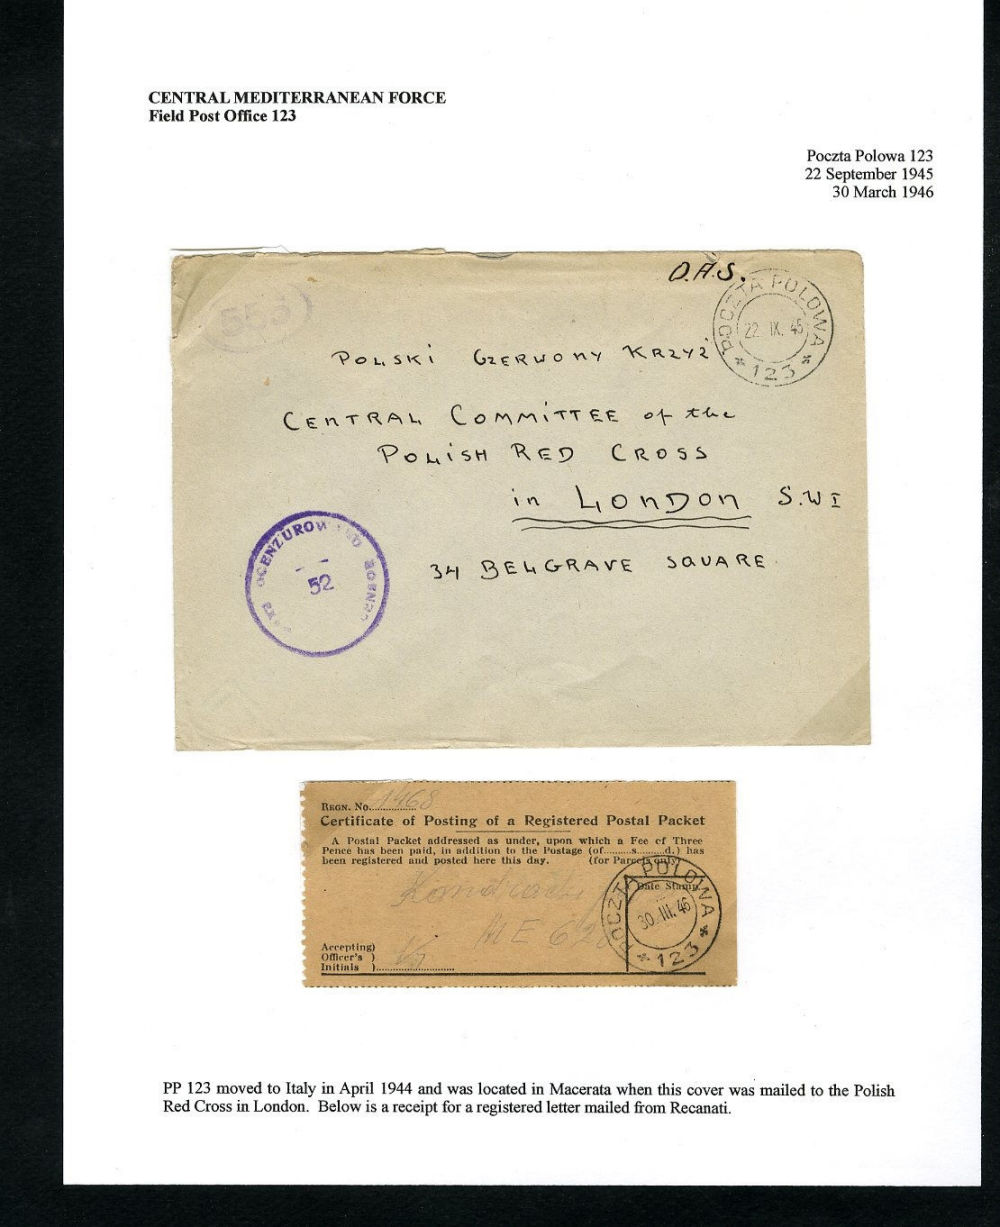 CENTRAL MEDITERRANEAN FORCE
Field Post Office 123
Poczta Polowa 123
22 September 1945
30 March 1946
O.A.S.
553
POCZTA POLOWA
22. IX. 45
* 123 *
POLSKI CZERWONY KRZYŻ
CENTRAL COMMITTEE of the
POLISH RED CROSS
in LONDON S.W1
34 BELGRAVE SQUARE
OCENZUROWANO
52
REGN. No. 1468
Certificate of Posting of a Registered Postal Packet
A Postal Packet addressed as under, upon which a Fee of Three
Pence has been paid, in addition to the Postage (of........s........d.) has
been registered and posted here this day. (for Parcels only)
Date Stamp
POCZTA POLOWA
30. III. 46
* 123 *
ME 628
Accepting)
Officer's )
Initials )
PP 123 moved to Italy in April 1944 and was located in Macerata when this cover was mailed to the Polish
Red Cross in London. Below is a receipt for a registered letter mailed from Recanati.